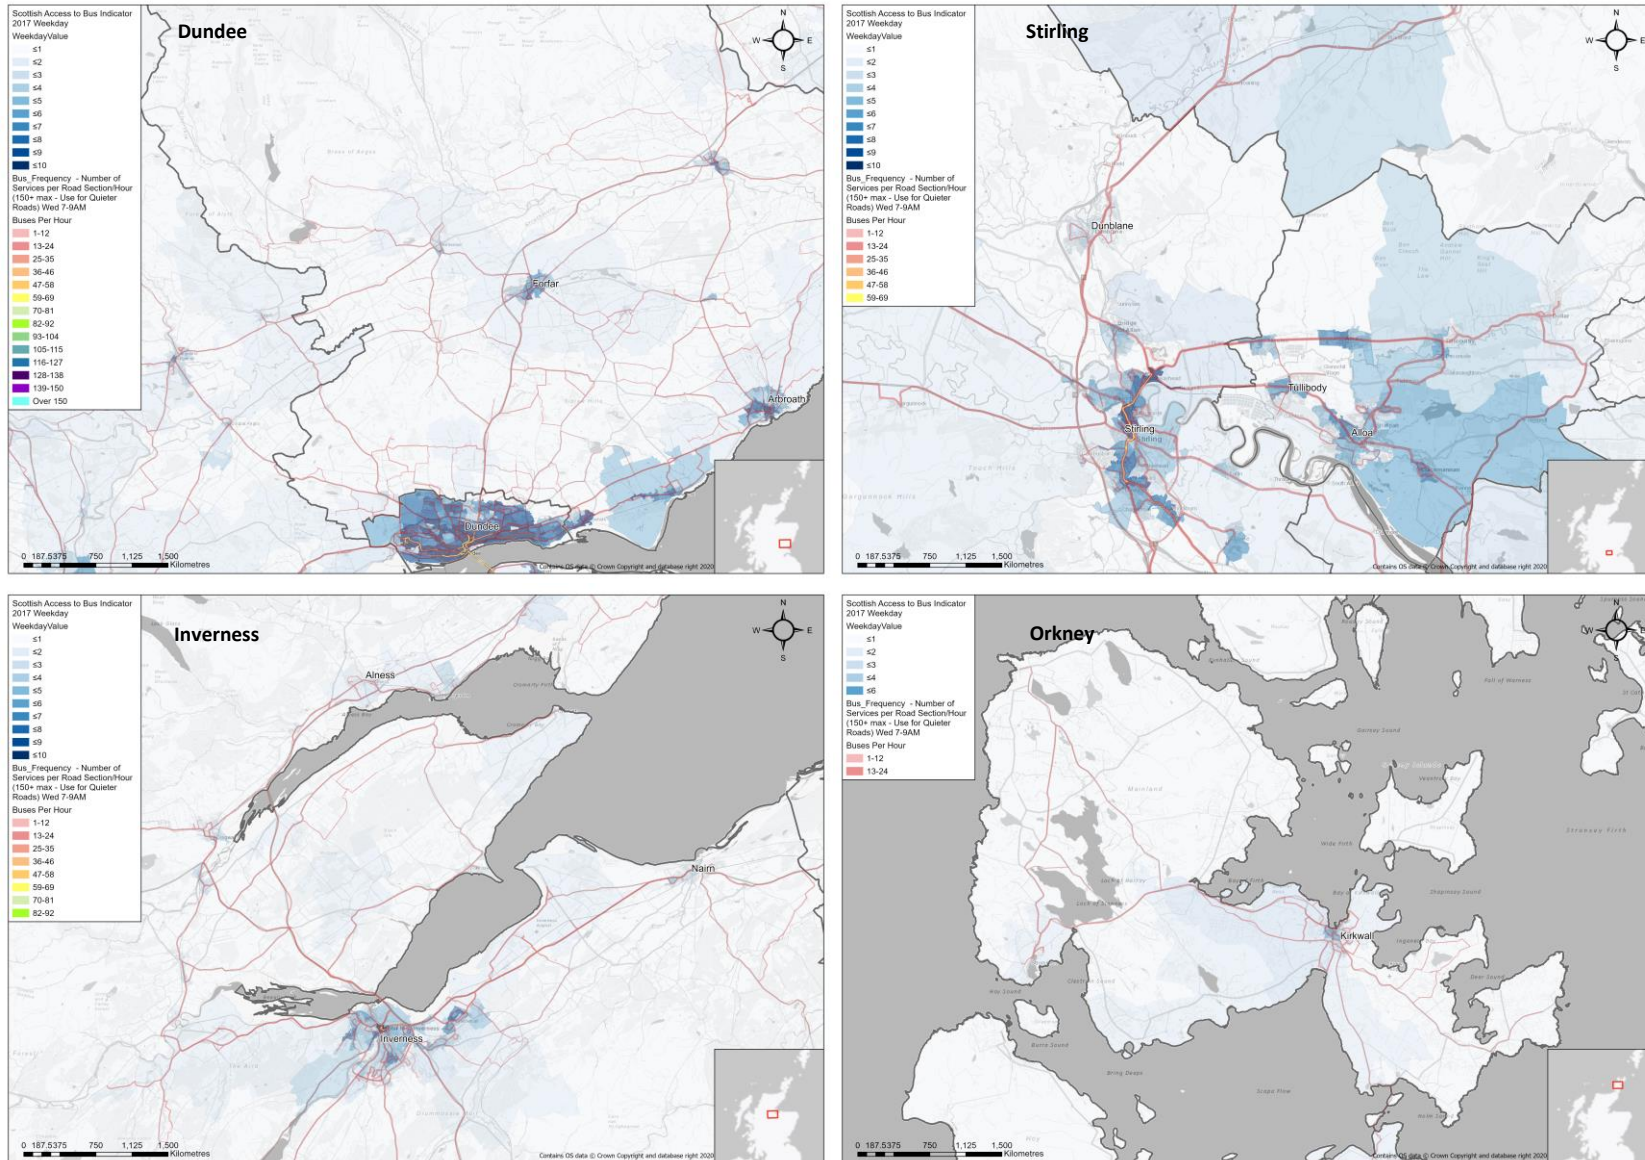 Scottish Access to Bus Indicator
2017 Weekday
WeekdayValue
≤1
≤2
≤3
≤4
≤5
≤6
≤7
≤8
≤9
≤10
Bus_Frequency - Number of
Services per Road Section/Hour
(150+ max - Use for Quieter
Roads) Wed 7-9AM
Buses Per Hour
1-12
13-24
25-35
36-46
47-58
59-69
70-81
82-92
93-104
105-115
116-127
128-138
139-150
Over 150
Dundee
N
W E
S
Forfar
Arbroath
Dundee
0 187.5375 750 1,125 1,500
Kilometres
Contains OS data © Crown Copyright and database right 2020
Scottish Access to Bus Indicator
2017 Weekday
WeekdayValue
≤1
≤2
≤3
≤4
≤5
≤6
≤7
≤8
≤9
≤10
Bus_Frequency - Number of
Services per Road Section/Hour
(150+ max - Use for Quieter
Roads) Wed 7-9AM
Buses Per Hour
1-12
13-24
25-35
36-46
47-58
59-69
Stirling
N
W E
S
Dunblane
Tullibody
Stirling
Alloa
0 187.5375 750 1,125 1,500
Kilometres
Contains OS data © Crown Copyright and database right 2020
Scottish Access to Bus Indicator
2017 Weekday
WeekdayValue
≤1
≤2
≤3
≤4
≤5
≤6
≤7
≤8
≤9
≤10
Bus_Frequency - Number of
Services per Road Section/Hour
(150+ max - Use for Quieter
Roads) Wed 7-9AM
Buses Per Hour
1-12
13-24
25-35
36-46
47-58
59-69
70-81
82-92
Inverness
N
W E
S
Alness
Nairn
Inverness
0 187.5375 750 1,125 1,500
Kilometres
Contains OS data © Crown Copyright and database right 2020
Scottish Access to Bus Indicator
2017 Weekday
WeekdayValue
≤1
≤2
≤3
≤4
≤6
Bus_Frequency - Number of
Services per Road Section/Hour
(150+ max - Use for Quieter
Roads) Wed 7-9AM
Buses Per Hour
1-12
13-24
Orkney
N
W E
S
Mainland
Wide Firth
Kirkwall
Hoy Sound
Burra Sound
Bring Deeps
Scapa Flow
Hoy
0 187.5375 750 1,125 1,500
Kilometres
Contains OS data © Crown Copyright and database right 2020